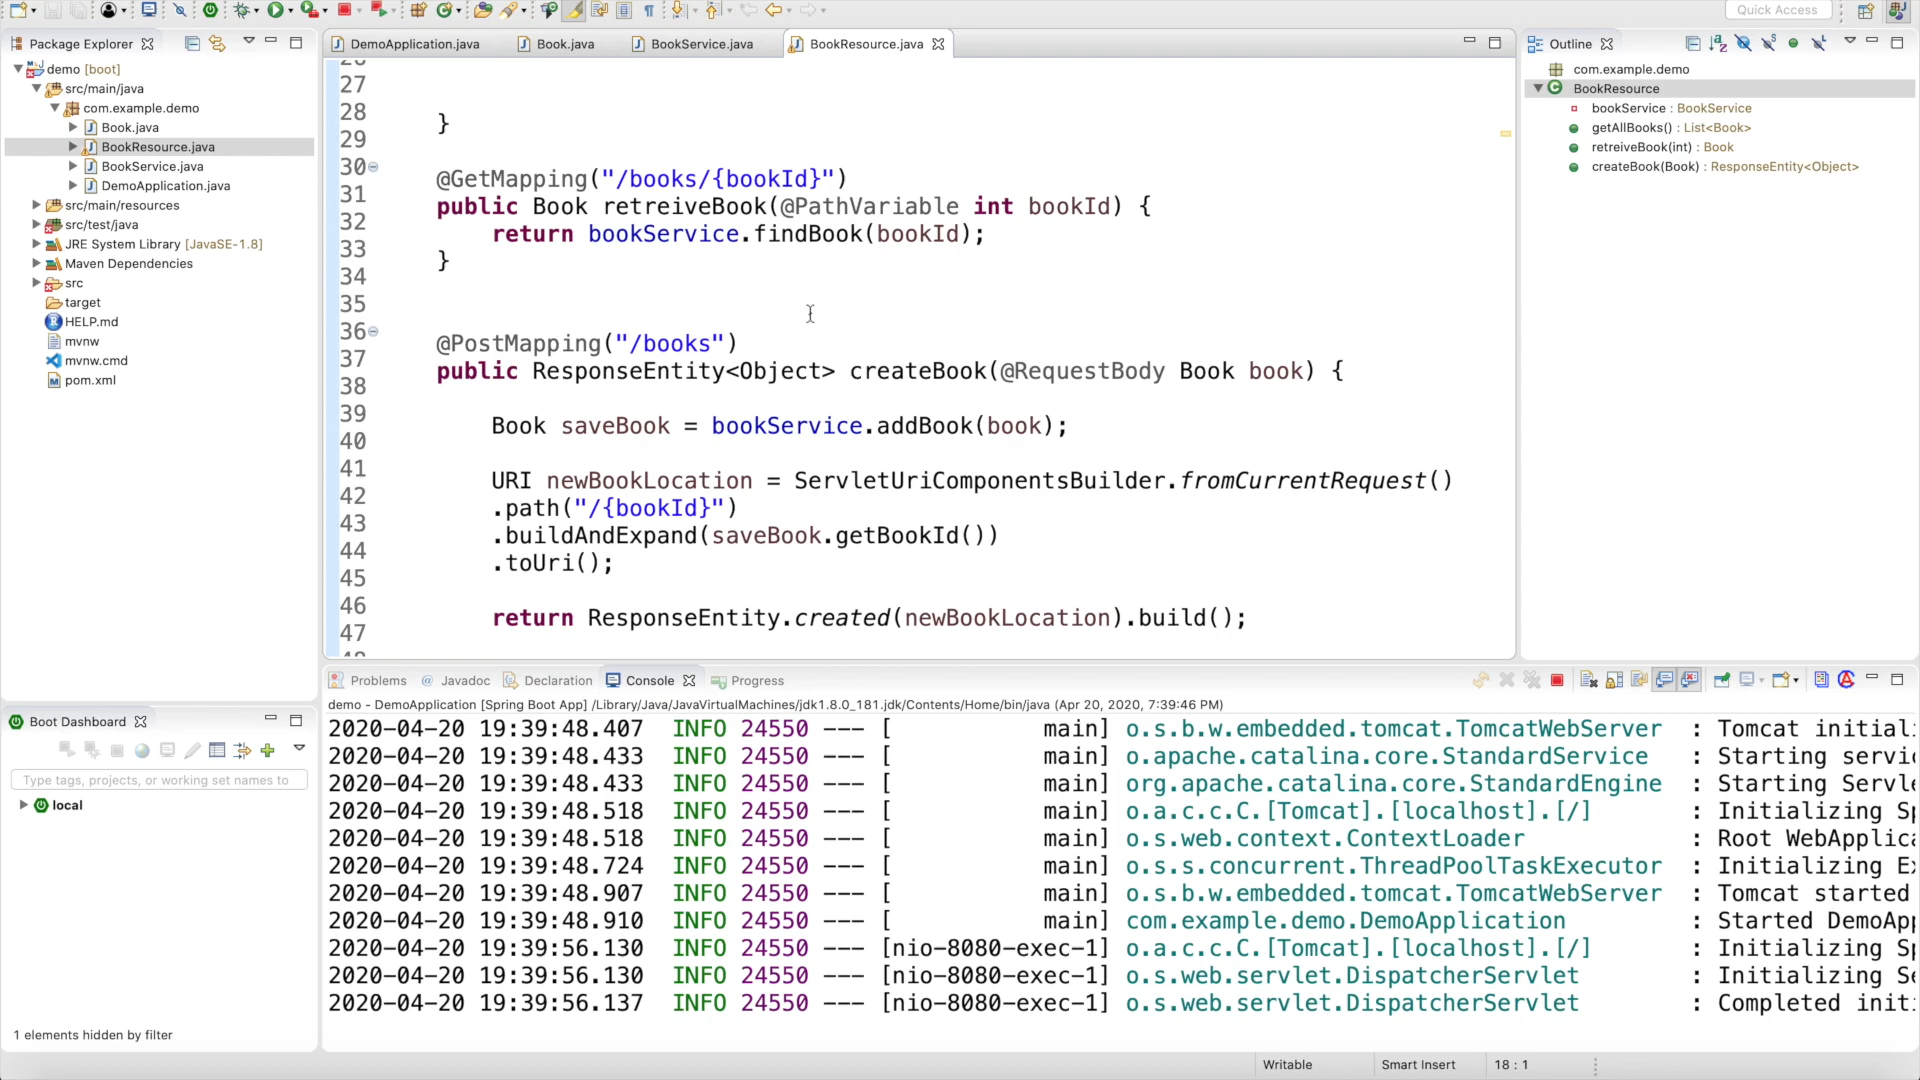 Quick Access
Package Explorer
demo [boot]
src/main/java
com.example.demo
Book.java
BookResource.java
BookService.java
DemoApplication.java
src/main/resources
src/test/java
JRE System Library [JavaSE-1.8]
Maven Dependencies
src
target
HELP.md
mvnw
mvnw.cmd
pom.xml
DemoApplication.java Book.java BookService.java BookResource.java
27
28 }
29
30 @GetMapping("/books/{bookId}")
31 public Book retreiveBook(@PathVariable int bookId) {
32 return bookService.findBook(bookId);
33 }
34
35
36 @PostMapping("/books")
37 public ResponseEntity<Object> createBook(@RequestBody Book book) {
38
39 Book saveBook = bookService.addBook(book);
40
41 URI newBookLocation = ServletUriComponentsBuilder.fromCurrentRequest()
42 .path("/{bookId}")
43 .buildAndExpand(saveBook.getBookId())
44 .toUri();
45
46 return ResponseEntity.created(newBookLocation).build();
47
Outline
com.example.demo
BookResource
bookService : BookService
getAllBooks() : List<Book>
retreiveBook(int) : Book
createBook(Book) : ResponseEntity<Object>
Boot Dashboard
Type tags, projects, or working set names to
local
1 elements hidden by filter
Problems @ Javadoc Declaration Console Progress
demo - DemoApplication [Spring Boot App] /Library/Java/JavaVirtualMachines/jdk1.8.0_181.jdk/Contents/Home/bin/java (Apr 20, 2020, 7:39:46 PM)
2020-04-20 19:39:48.407 INFO 24550 --- [ main] o.s.b.w.embedded.tomcat.TomcatWebServer : Tomcat initial
2020-04-20 19:39:48.433 INFO 24550 --- [ main] o.apache.catalina.core.StandardService : Starting servic
2020-04-20 19:39:48.433 INFO 24550 --- [ main] org.apache.catalina.core.StandardEngine : Starting Servle
2020-04-20 19:39:48.518 INFO 24550 --- [ main] o.a.c.c.C.[Tomcat].[localhost].[/] : Initializing Sp
2020-04-20 19:39:48.518 INFO 24550 --- [ main] o.s.web.context.ContextLoader : Root WebApplica
2020-04-20 19:39:48.724 INFO 24550 --- [ main] o.s.s.concurrent.ThreadPoolTaskExecutor : Initializing Ex
2020-04-20 19:39:48.907 INFO 24550 --- [ main] o.s.b.w.embedded.tomcat.TomcatWebServer : Tomcat started
2020-04-20 19:39:48.910 INFO 24550 --- [ main] com.example.demo.DemoApplication : Started DemoApp
2020-04-20 19:39:56.130 INFO 24550 --- [nio-8080-exec-1] o.a.c.c.C.[Tomcat].[localhost].[/] : Initializing Sp
2020-04-20 19:39:56.130 INFO 24550 --- [nio-8080-exec-1] o.s.web.servlet.DispatcherServlet : Initializing Se
2020-04-20 19:39:56.137 INFO 24550 --- [nio-8080-exec-1] o.s.web.servlet.DispatcherServlet : Completed init
Writable Smart Insert 18 : 1